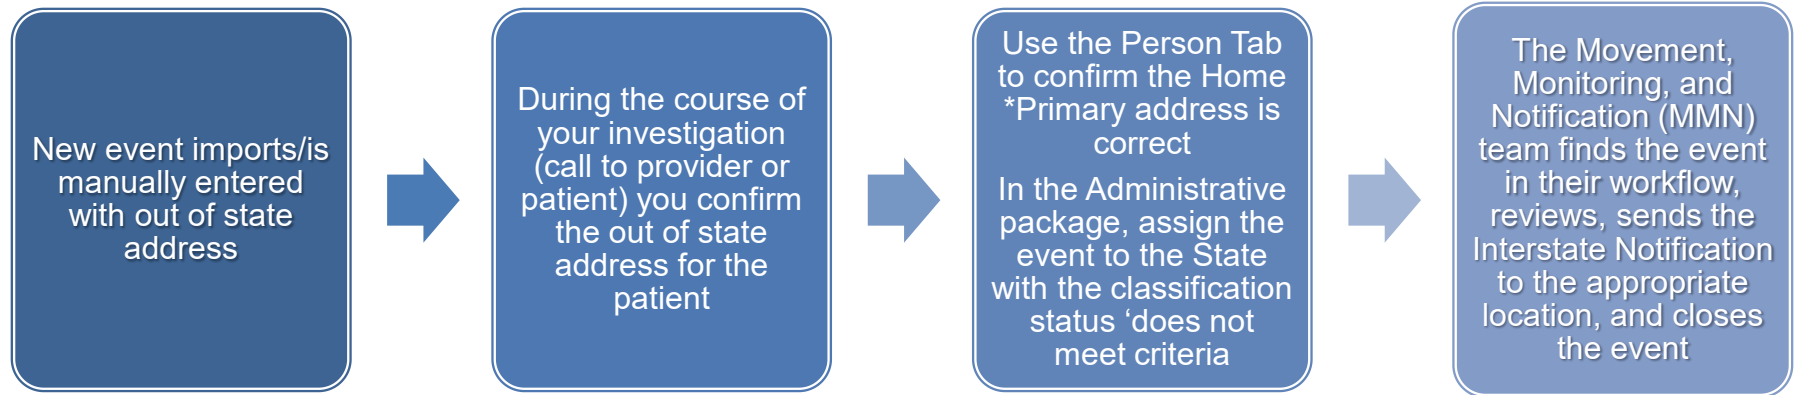 New event imports/is
manually entered
with out of state
address
During the course of
your investigation
(call to provider or
patient) you confirm
the out of state
address for the
patient
Use the Person Tab
to confirm the Home
*Primary address is
correct
In the Administrative
package, assign the
event to the State
with the classification
status ‘does not
meet criteria
The Movement,
Monitoring, and
Notification (MMN)
team finds the event
in their workflow,
reviews, sends the
Interstate Notification
to the appropriate
location, and closes
the event